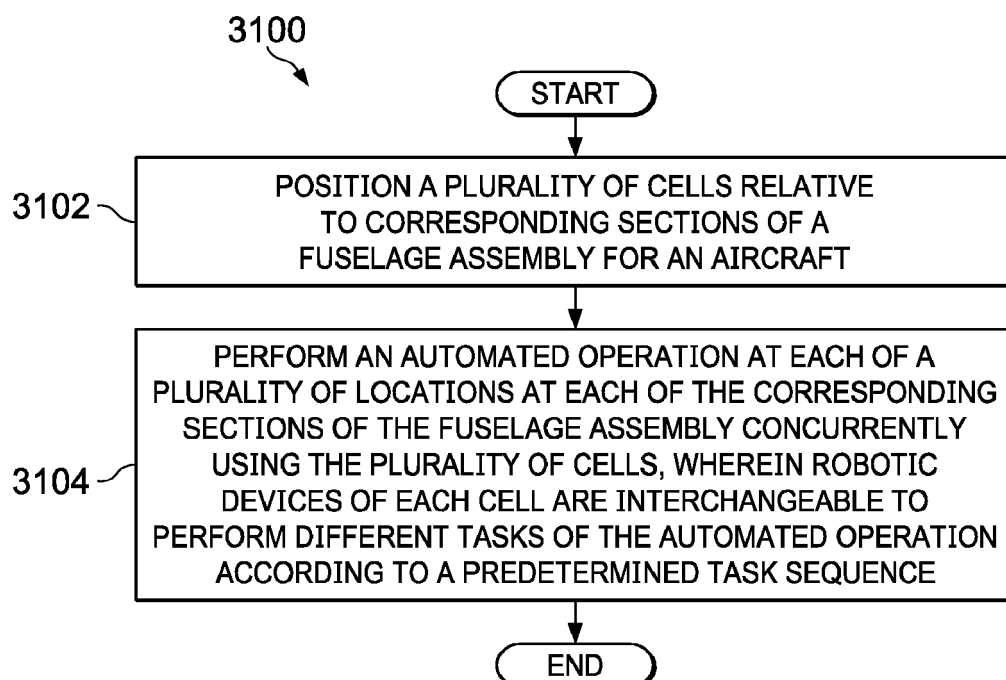 3100
START
3102
POSITION A PLURALITY OF CELLS RELATIVE
TO CORRESPONDING SECTIONS OF A
FUSELAGE ASSEMBLY FOR AN AIRCRAFT
3104
PERFORM AN AUTOMATED OPERATION AT EACH OF A
PLURALITY OF LOCATIONS AT EACH OF THE CORRESPONDING
SECTIONS OF THE FUSELAGE ASSEMBLY CONCURRENTLY
USING THE PLURALITY OF CELLS, WHEREIN ROBOTIC
DEVICES OF EACH CELL ARE INTERCHANGEABLE TO
PERFORM DIFFERENT TASKS OF THE AUTOMATED OPERATION
ACCORDING TO A PREDETERMINED TASK SEQUENCE
END